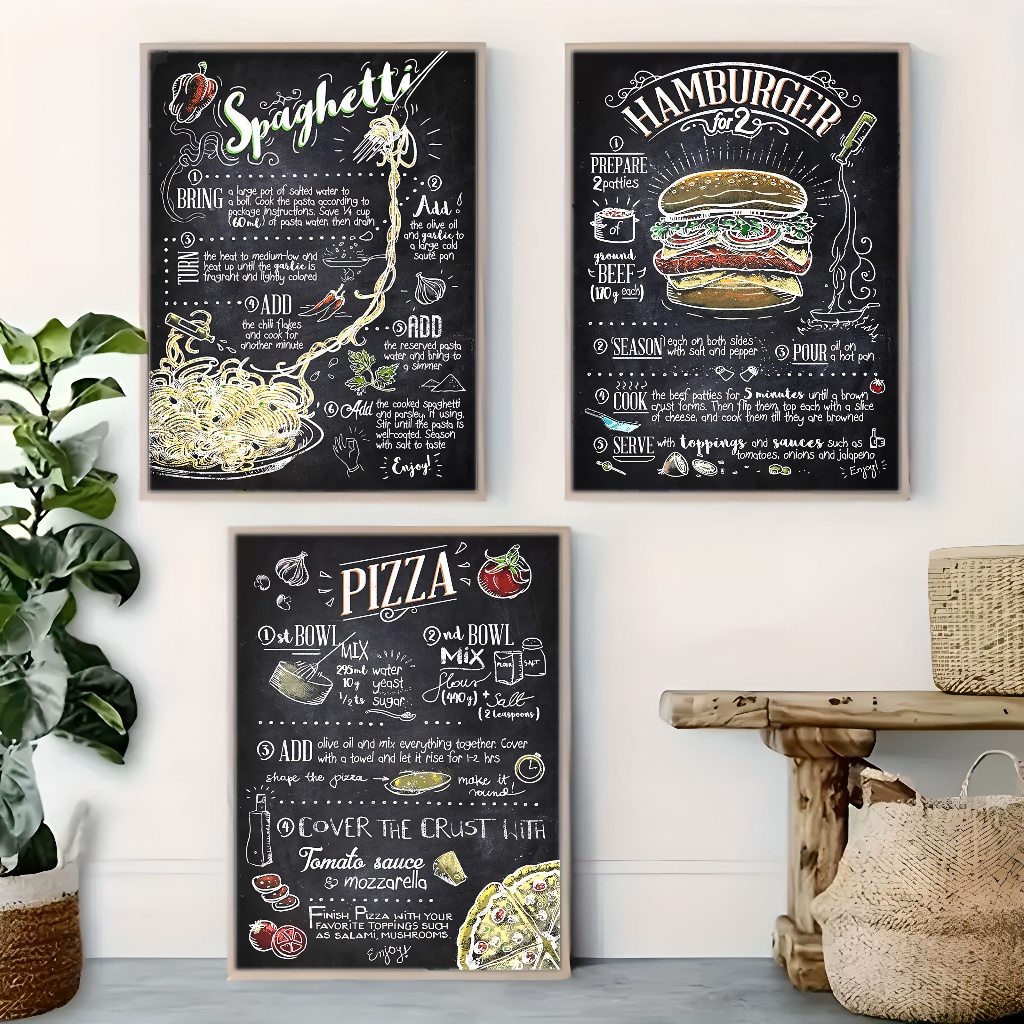 Spaghetti
① BRING a large pot of salted water to
a boil. Cook the pasta according to
package instructions. Save ¼ cup
(60ml) of pasta water, then drain
② Add
the olive oil
and garlic to
a large cold
sauté pan
③ TURN the heat to medium-low and
heat up until the garlic is
fragraht and lightly colored
④ ADD
the chili flakes
and cook for
another minute
⑤ ADD
the reserved pasta
water and bring to
a simmer
⑥ Add the cooked spaghetti
and parsley, if using.
Stir until the pasta is
well-coated. Season
with salt to taste
Enjoy!
HAMBURGER
for 2
①
PREPARE
2 patties
of
ground
BEEF
(170g each)
② SEASON each on both sides
with salt and pepper
③ POUR oil on
a hot pan
④ COOK the beef patties for 5 minutes until a brown
crust forms. Then flip them, top each with a slice
of cheese, and cook them till they are browned
⑤ SERVE with toppings and sauces such as
tomatoes, onions and jalapeno
Enjoy!
PIZZA
①st BOWL
MIX
295ml water
10g yeast
1/2 ts sugar
②nd BOWL
MIX
FLOUR
SALT
flour
(490g) + Salt
(2 teaspoons)
③ ADD olive oil and mix everything together. Cover
with a towel and let it rise for 1-2 hrs
shape the pizza → make it
round!
④ COVER THE CRUST WITH
Tomato sauce
& mozzarella
FINISH PIZZA WITH YOUR
FAVORITE TOPPINGS SUCH
AS SALAMI, MUSHROOMS.
Enjoy!